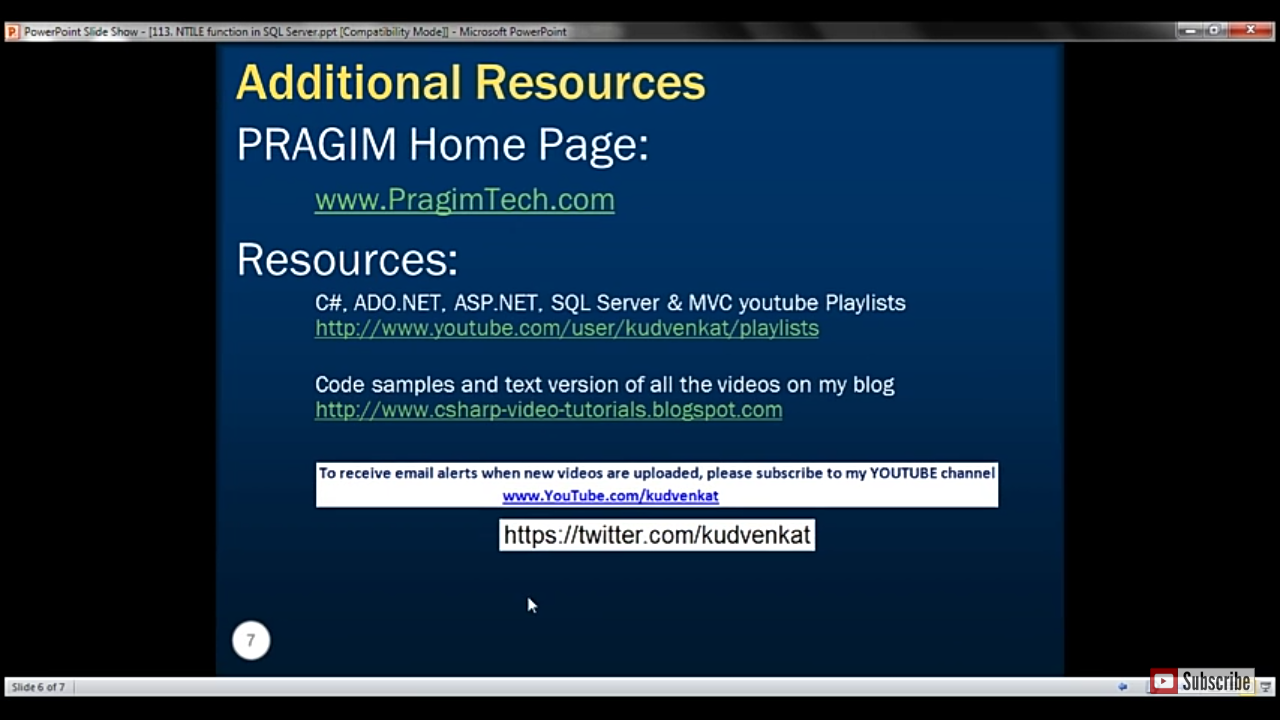 PowerPoint Slide Show - [113. NTILE function in SQL Server.ppt [Compatibility Mode]] - Microsoft PowerPoint
Additional Resources
PRAGIM Home Page:
www.PragimTech.com
Resources:
C#, ADO.NET, ASP.NET, SQL Server & MVC youtube Playlists
http://www.youtube.com/user/kudvenkat/playlists
Code samples and text version of all the videos on my blog
http://www.csharp-video-tutorials.blogspot.com
To receive email alerts when new videos are uploaded, please subscribe to my YOUTUBE channel
www.YouTube.com/kudvenkat
https://twitter.com/kudvenkat
7
Slide 6 of 7
Subscribe